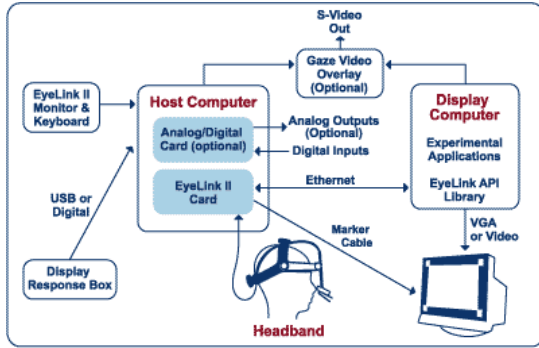 S-Video
Out
Gaze Video
Overlay
(Optional)
EyeLink II
Monitor &
Keyboard
Host Computer
Analog/Digital
Card (optional)
Analog Outputs
(Optional)
Digital Inputs
EyeLink II
Card
Ethernet
Display
Computer
Experimental
Applications
EyeLink API
Library
USB or
Digital
Marker
Cable
VGA
or Video
Display
Response Box
Headband